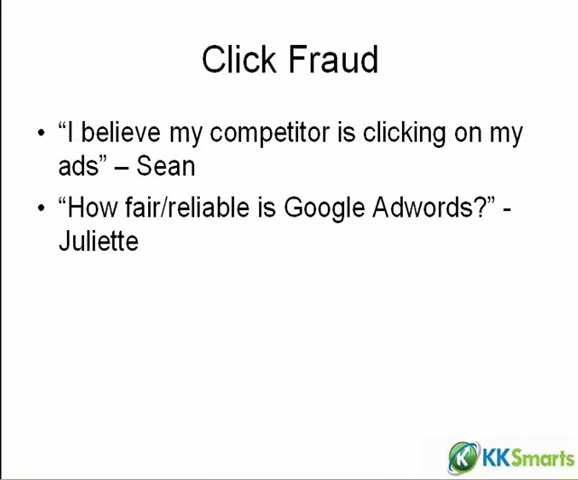 Click Fraud
• “I believe my competitor is clicking on my
ads” – Sean
• “How fair/reliable is Google Adwords?” -
Juliette
KKSmarts